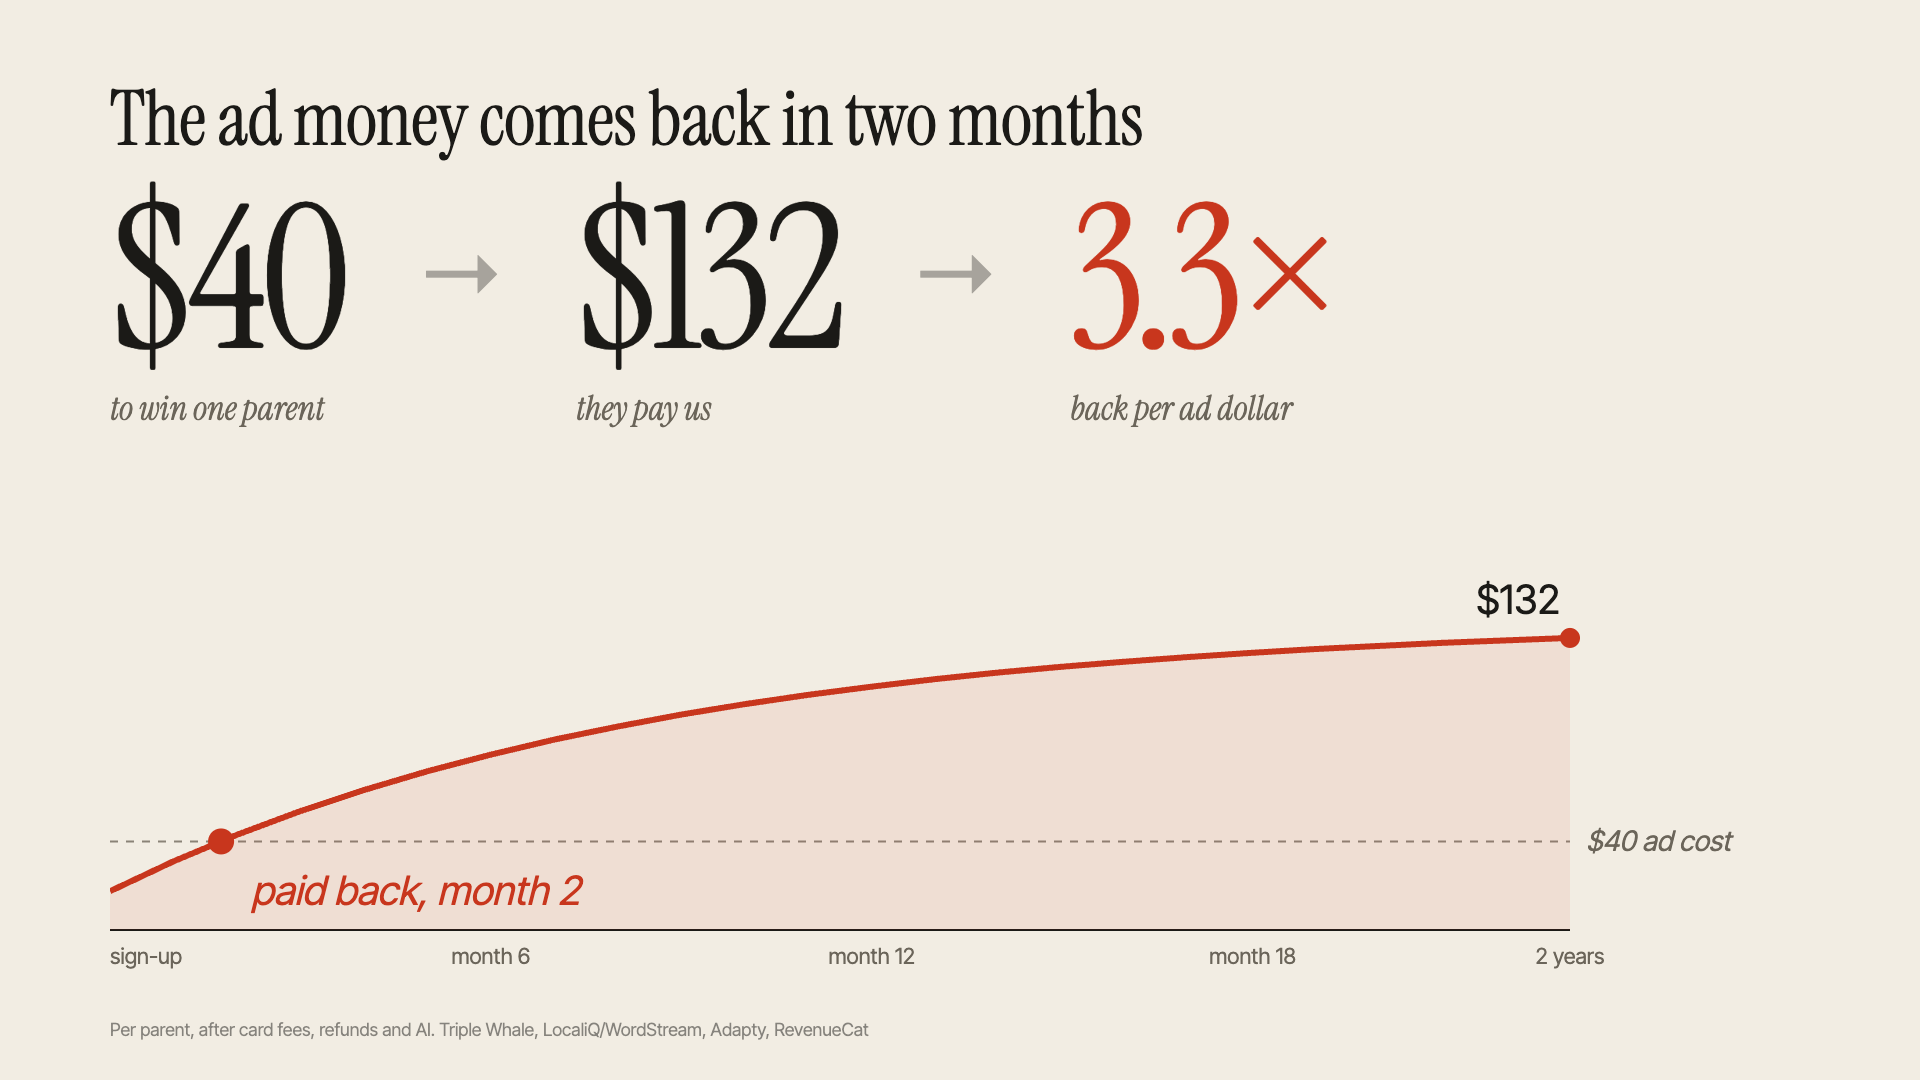 The ad money comes back in two months
$40 → $132 → 3.3×
to win one parent
they pay us
back per ad dollar
$132
$40 ad cost
paid back, month 2
sign-up
month 6
month 12
month 18
2 years
Per parent, after card fees, refunds and AI. Triple Whale, LocaliQ/WordStream, Adapty, RevenueCat